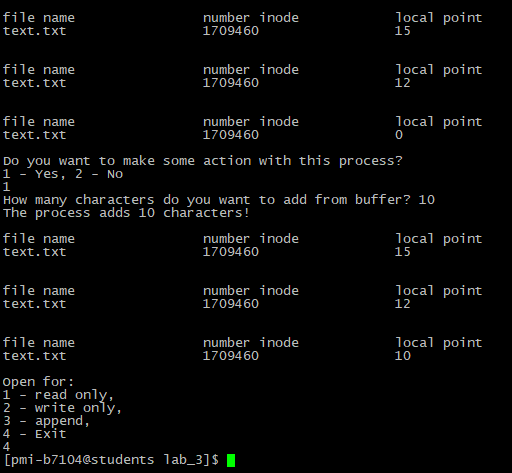 file name number inode local point
text.txt 1709460 15
file name number inode local point
text.txt 1709460 12
file name number inode local point
text.txt 1709460 0
Do you want to make some action with this process?
1 - Yes, 2 - No
1
How many characters do you want to add from buffer? 10
The process adds 10 characters!
file name number inode local point
text.txt 1709460 15
file name number inode local point
text.txt 1709460 12
file name number inode local point
text.txt 1709460 10
Open for:
1 - read only,
2 - write only,
3 - append,
4 - Exit
4
[pmi-b7104@students lab_3]$